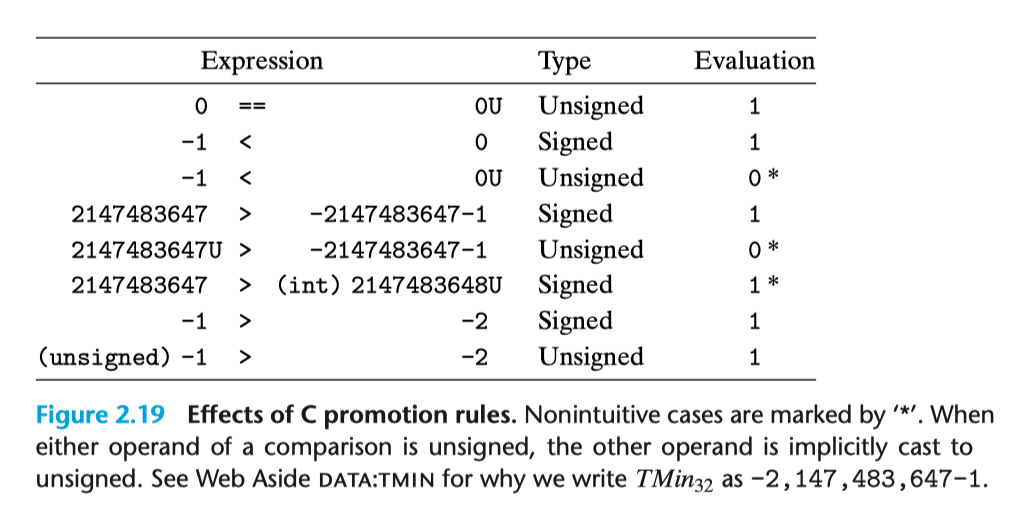 Expression Type Evaluation
0 == 0U Unsigned 1
-1 < 0 Signed 1
-1 < 0U Unsigned 0 *
2147483647 > -2147483647-1 Signed 1
2147483647U > -2147483647-1 Unsigned 0 *
2147483647 > (int) 2147483648U Signed 1 *
-1 > -2 Signed 1
(unsigned) -1 > -2 Unsigned 1
Figure 2.19 Effects of C promotion rules. Nonintuitive cases are marked by ‘*’. When
either operand of a comparison is unsigned, the other operand is implicitly cast to
unsigned. See Web Aside DATA:TMIN for why we write TMin32 as -2,147,483,647-1.